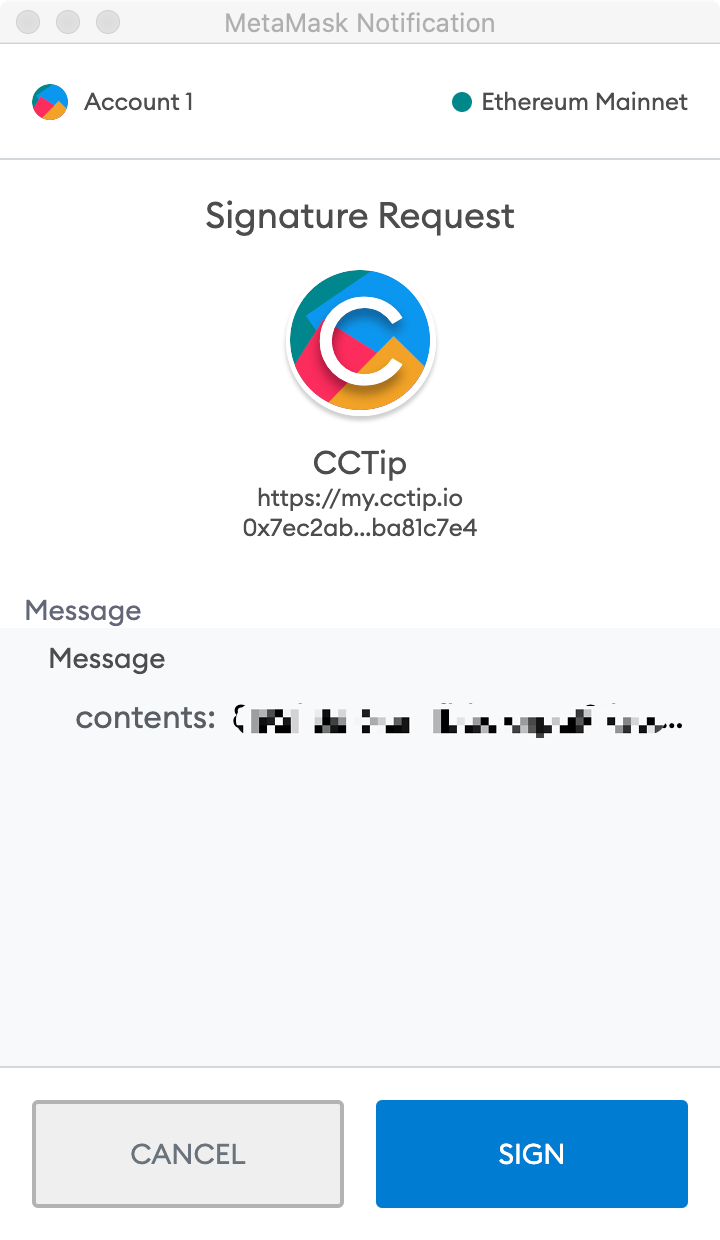 MetaMask Notification
Account 1
Ethereum Mainnet
Signature Request
C
CCTip
https://my.cctip.io
0x7ec2ab...ba81c7e4
Message
Message
contents: ...
CANCEL
SIGN